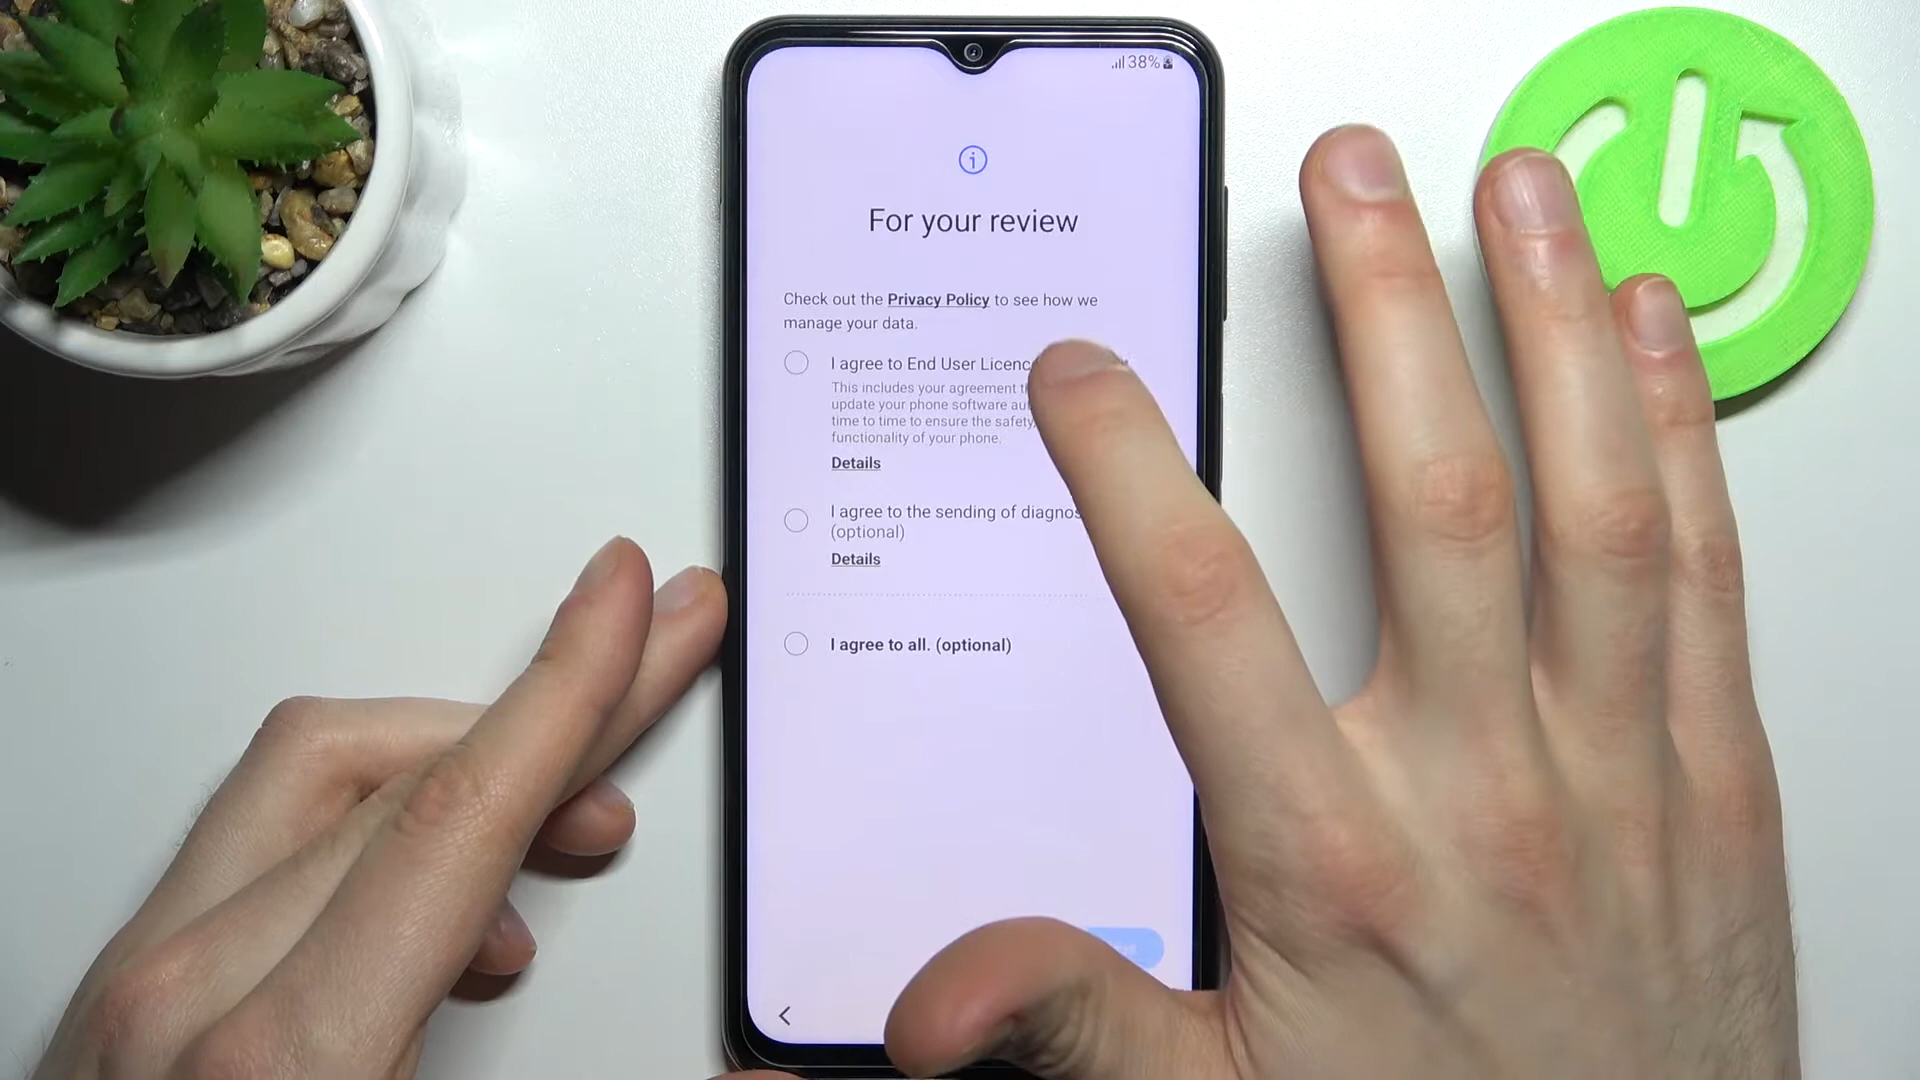 38%
For your review
Check out the Privacy Policy to see how we
manage your data.
I agree to End User Licenc
This includes your agreement
update your phone software
time to time to ensure the safety,
functionality of your phone.
Details
I agree to the sending of diagnos
(optional)
Details
I agree to all. (optional)